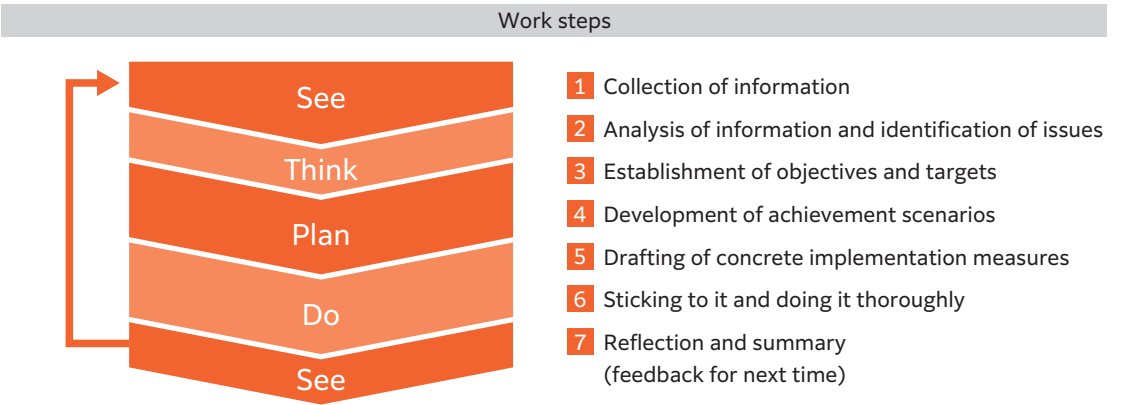 Work steps
See
Think
Plan
Do
See
1 Collection of information
2 Analysis of information and identification of issues
3 Establishment of objectives and targets
4 Development of achievement scenarios
5 Drafting of concrete implementation measures
6 Sticking to it and doing it thoroughly
7 Reflection and summary
(feedback for next time)